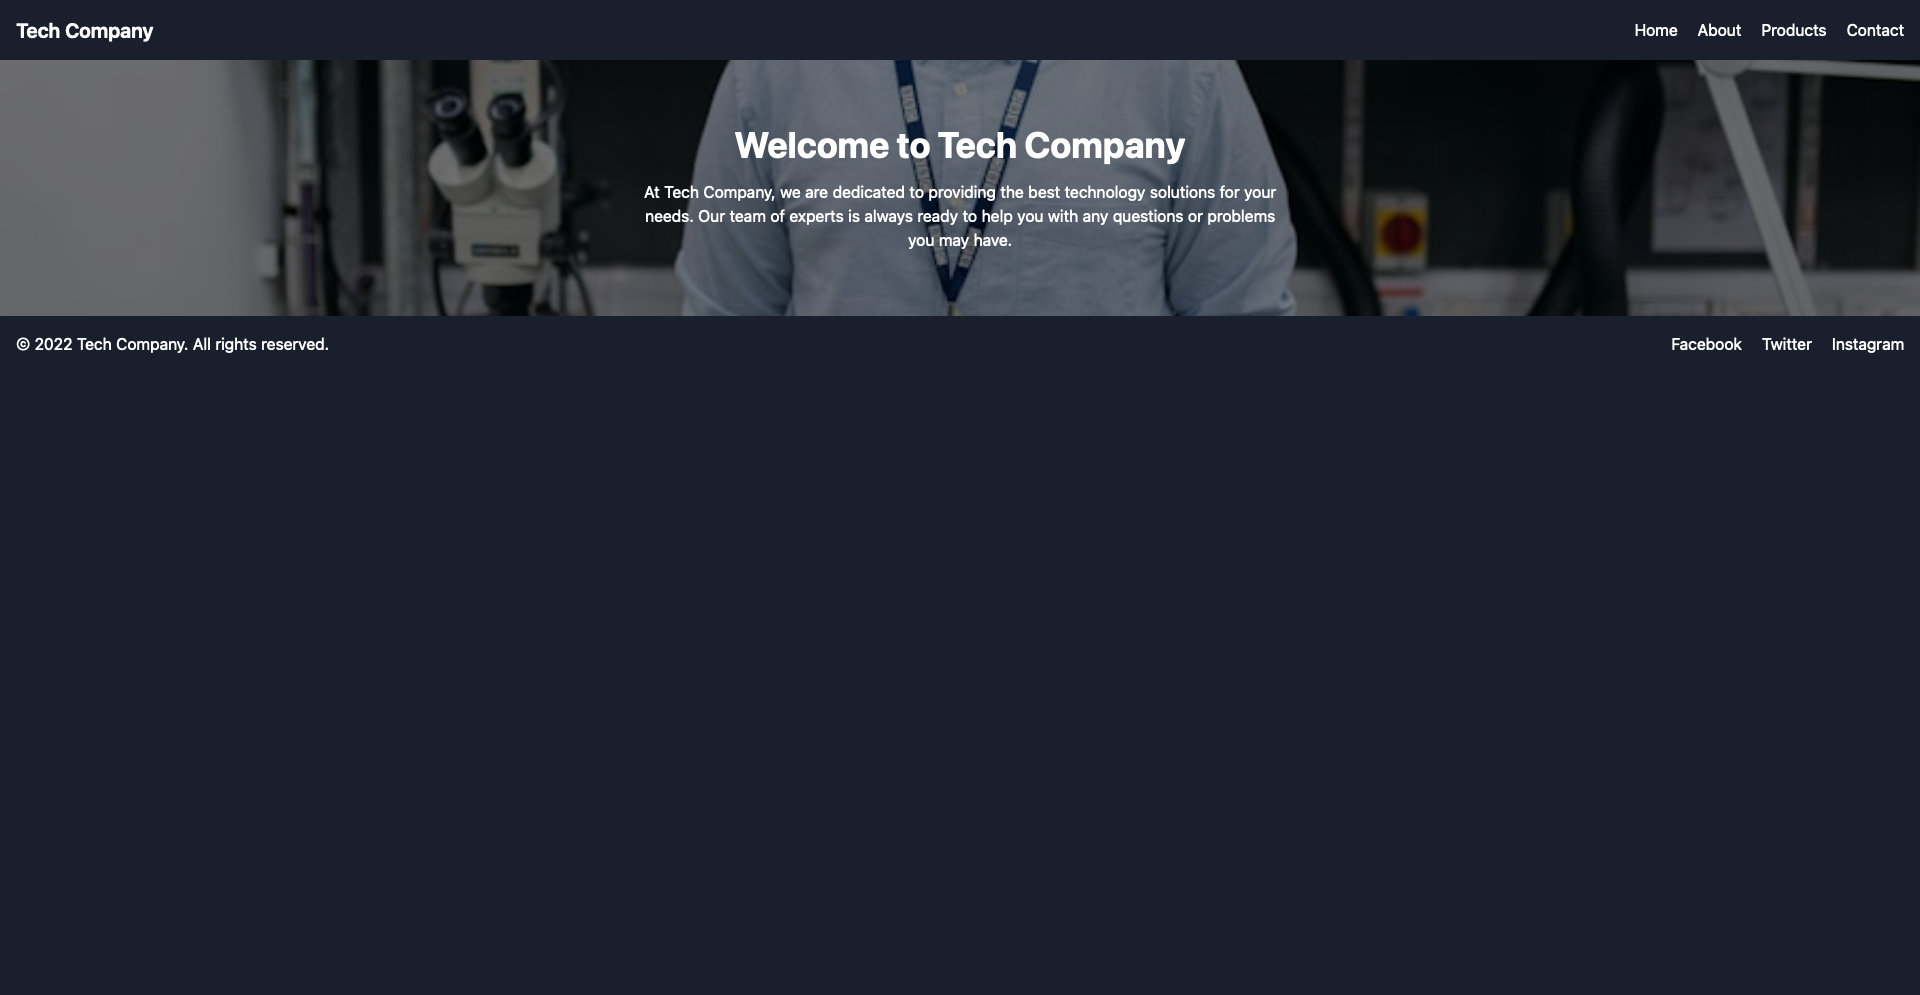 Tech Company
Home About Products Contact
Welcome to Tech Company
At Tech Company, we are dedicated to providing the best technology solutions for your
needs. Our team of experts is always ready to help you with any questions or problems
you may have.
© 2022 Tech Company. All rights reserved.
Facebook Twitter Instagram